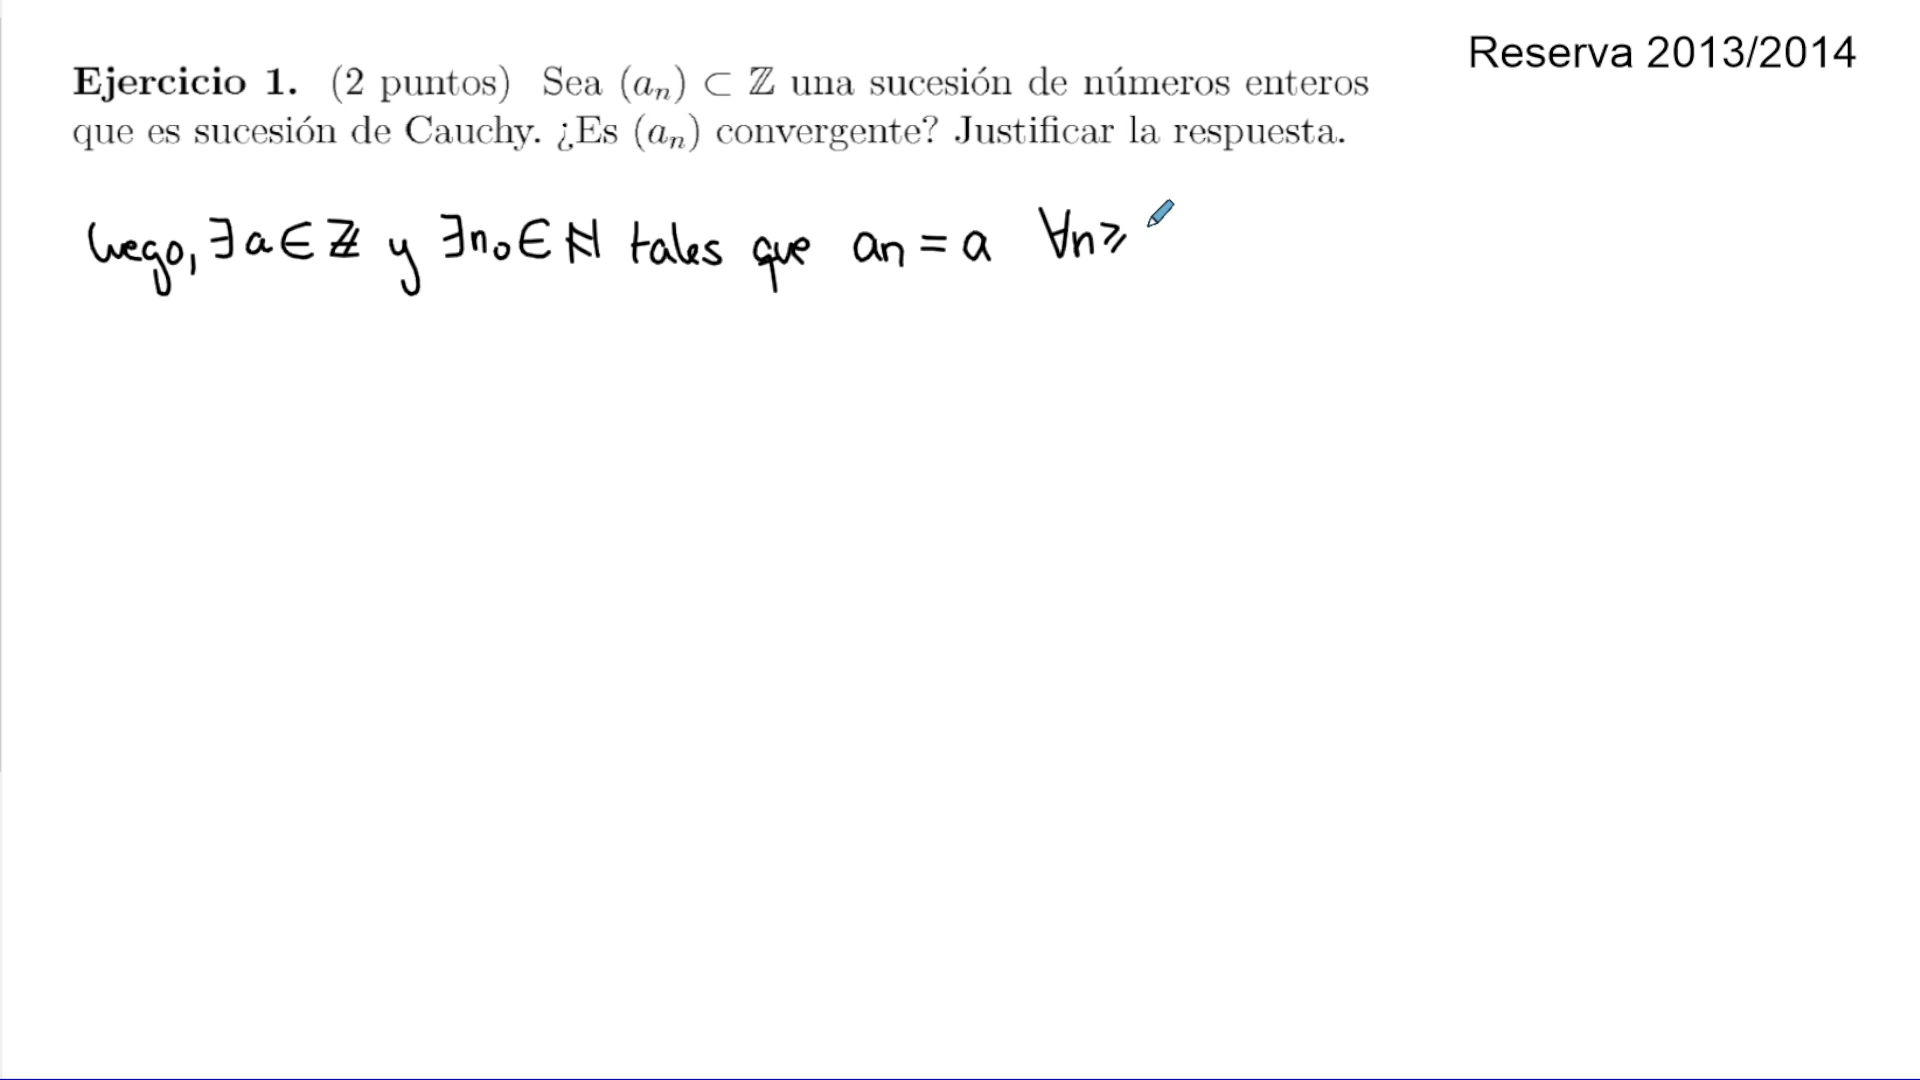 Reserva 2013/2014
Ejercicio 1. (2 puntos) Sea (aₙ) ⊂ ℤ una sucesión de números enteros
que es sucesión de Cauchy. ¿Es (aₙ) convergente? Justificar la respuesta.
luego, ∃ a ∈ ℤ y ∃ n₀ ∈ ℕ tales que an = a ∀n ⩾